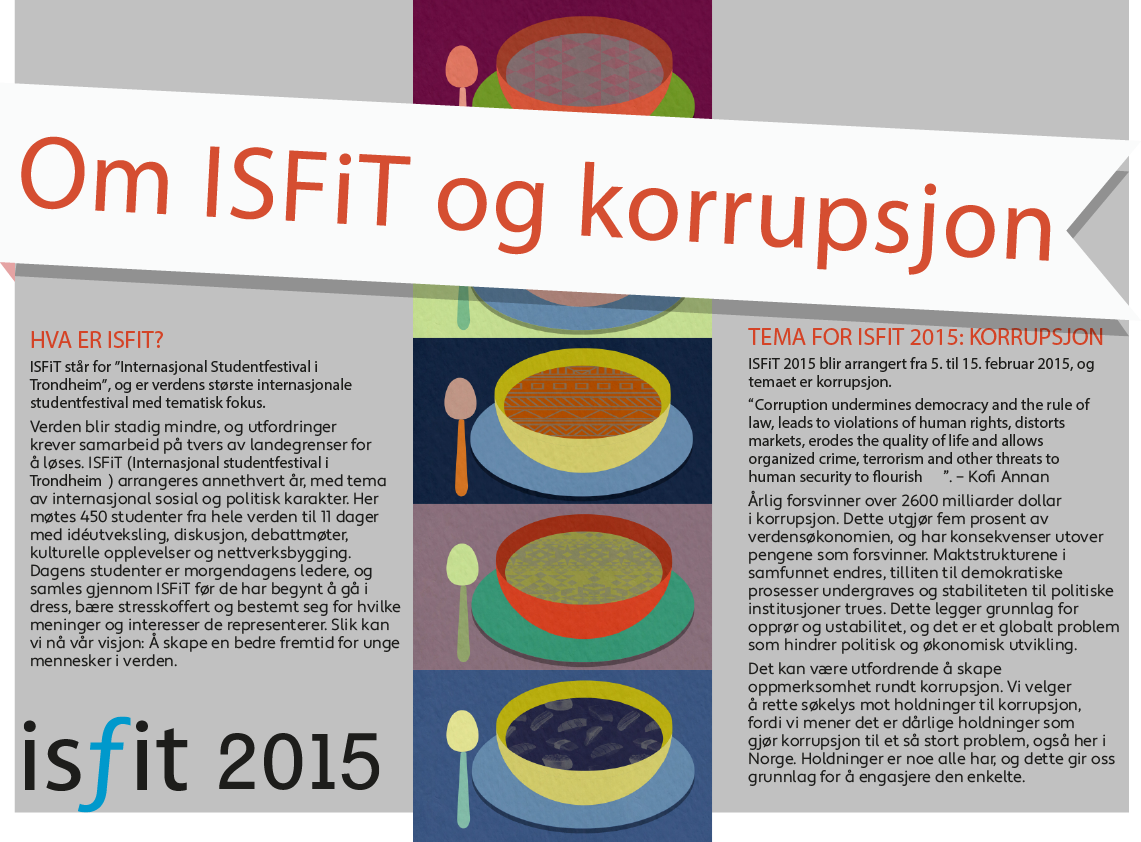 Om ISFiT og korrupsjon
HVA ER ISFIT?
ISFiT står for "Internasjonal Studentfestival i
Trondheim", og er verdens største internasjonale
studentfestival med tematisk fokus.
Verden blir stadig mindre, og utfordringer
krever samarbeid på tvers av landegrenser for
å løses. ISFiT (Internasjonal studentfestival i
Trondheim ) arrangeres annethvert år, med tema
av internasjonal sosial og politisk karakter. Her
møtes 450 studenter fra hele verden til 11 dager
med idéutveksling, diskusjon, debattmøter,
kulturelle opplevelser og nettverksbygging.
Dagens studenter er morgendagens ledere, og
samles gjennom ISFiT før de har begynt å gå i
dress, bære stresskoffert og bestemt seg for hvilke
meninger og interesser de representerer. Slik kan
vi nå vår visjon: Å skape en bedre fremtid for unge
mennesker i verden.
isfit 2015
TEMA FOR ISFIT 2015: KORRUPSJON
ISFiT 2015 blir arrangert fra 5. til 15. februar 2015, og
temaet er korrupsjon.
"Corruption undermines democracy and the rule of
law, leads to violations of human rights, distorts
markets, erodes the quality of life and allows
organized crime, terrorism and other threats to
human security to flourish ". – Kofi Annan
Årlig forsvinner over 2600 milliarder dollar
i korrupsjon. Dette utgjør fem prosent av
verdensøkonomien, og har konsekvenser utover
pengene som forsvinner. Maktstrukturene i
samfunnet endres, tilliten til demokratiske
prosesser undergraves og stabiliteten til politiske
institusjoner trues. Dette legger grunnlag for
opprør og ustabilitet, og det er et globalt problem
som hindrer politisk og økonomisk utvikling.
Det kan være utfordrende å skape
oppmerksomhet rundt korrupsjon. Vi velger
å rette søkelys mot holdninger til korrupsjon,
fordi vi mener det er dårlige holdninger som
gjør korrupsjon til et så stort problem, også her i
Norge. Holdninger er noe alle har, og dette gir oss
grunnlag for å engasjere den enkelte.